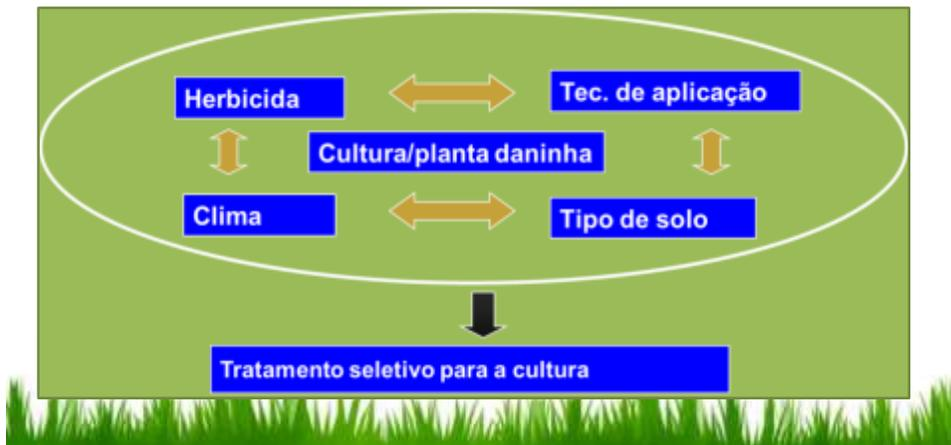 Herbicida
Tec. de aplicação
Cultura/planta daninha
Clima
Tipo de solo
Tratamento seletivo para a cultura